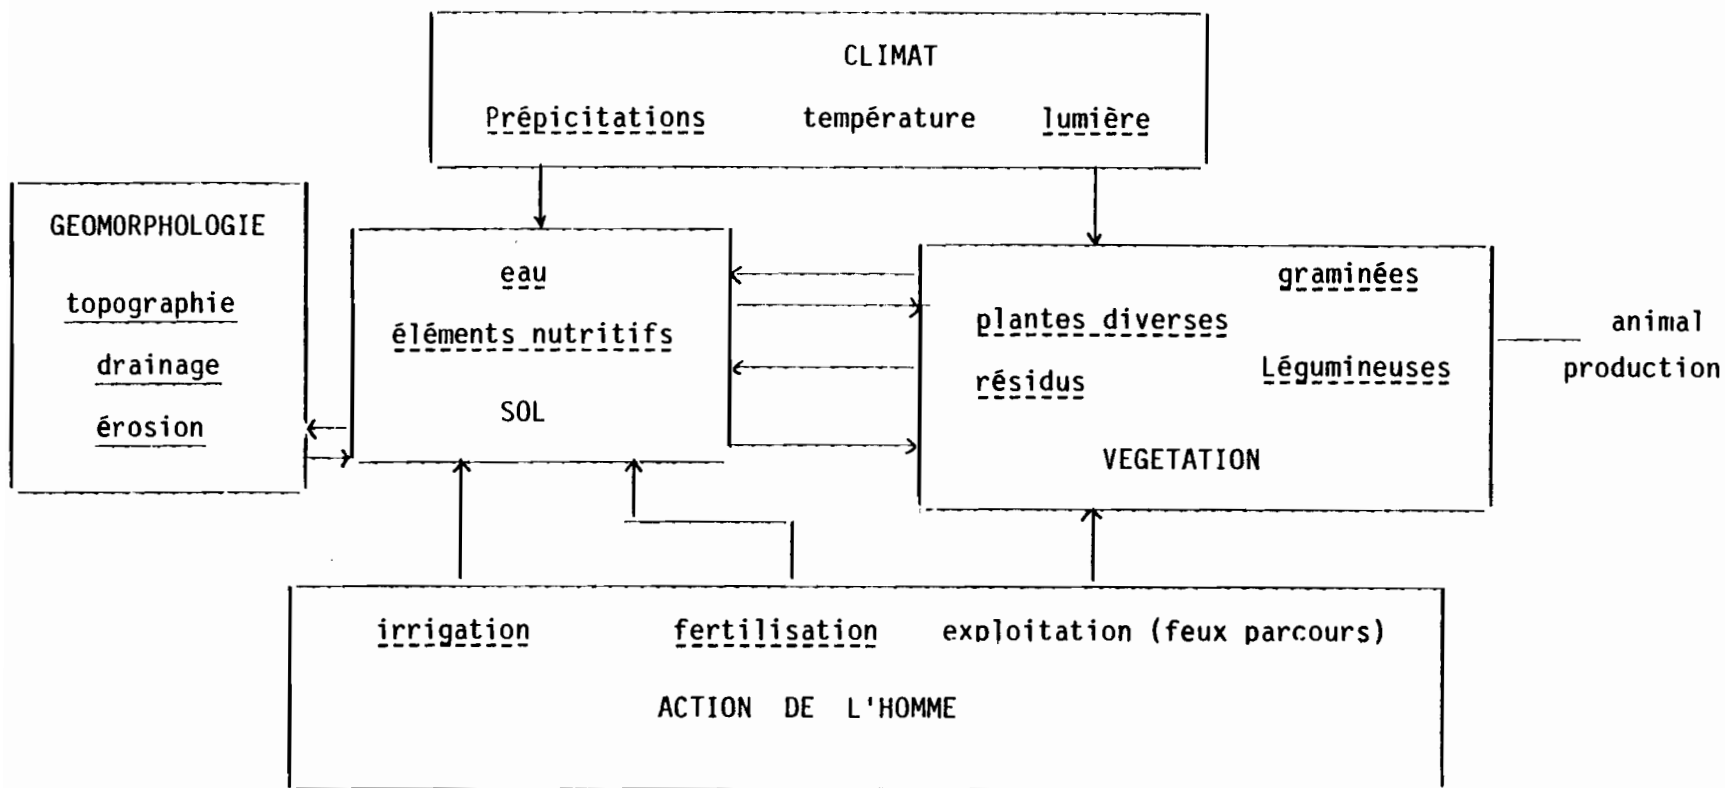 CLIMAT
Prépicitations température lumière
GEOMORPHOLOGIE
topographie
drainage
érosion
eau
éléments nutritifs
SOL
graminées
plantes diverses
Légumineuses
résidus
VEGETATION
animal
production
irrigation fertilisation exploitation (feux parcours)
ACTION DE L'HOMME